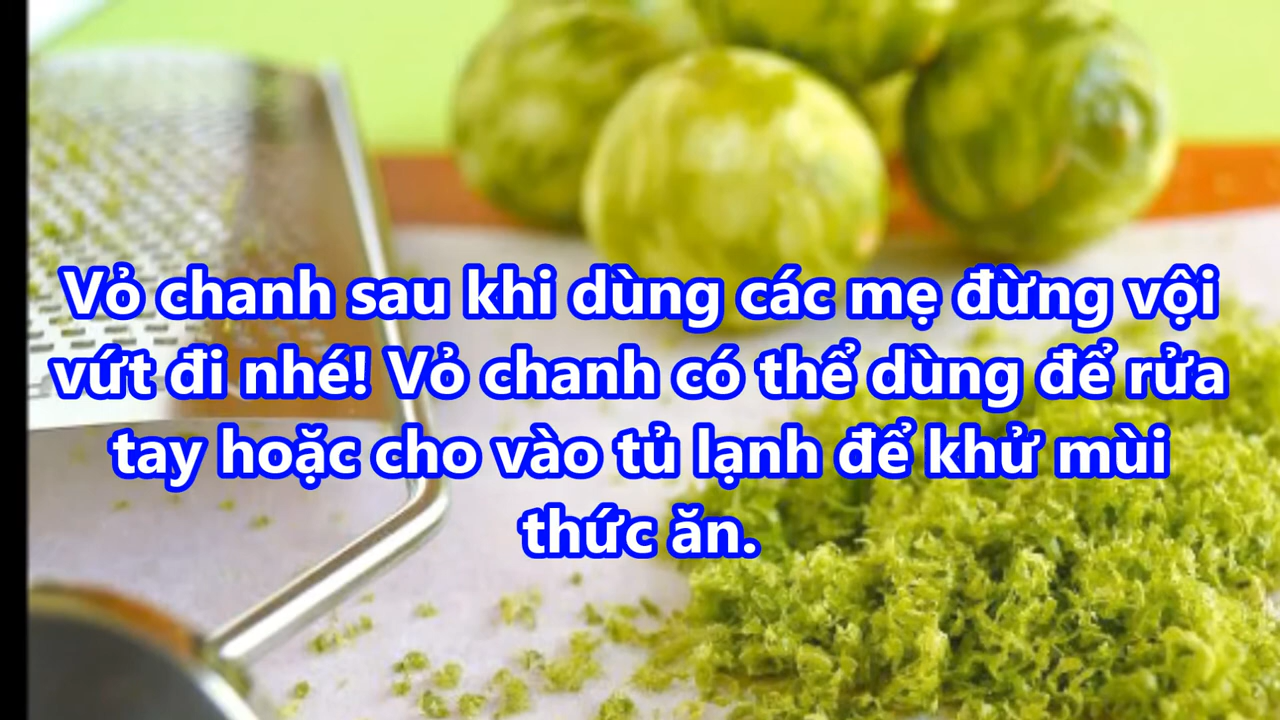 Vỏ chanh sau khi dùng các mẹ đừng vội
vứt đi nhé! Vỏ chanh có thể dùng để rửa
tay hoặc cho vào tủ lạnh để khử mùi
thức ăn.